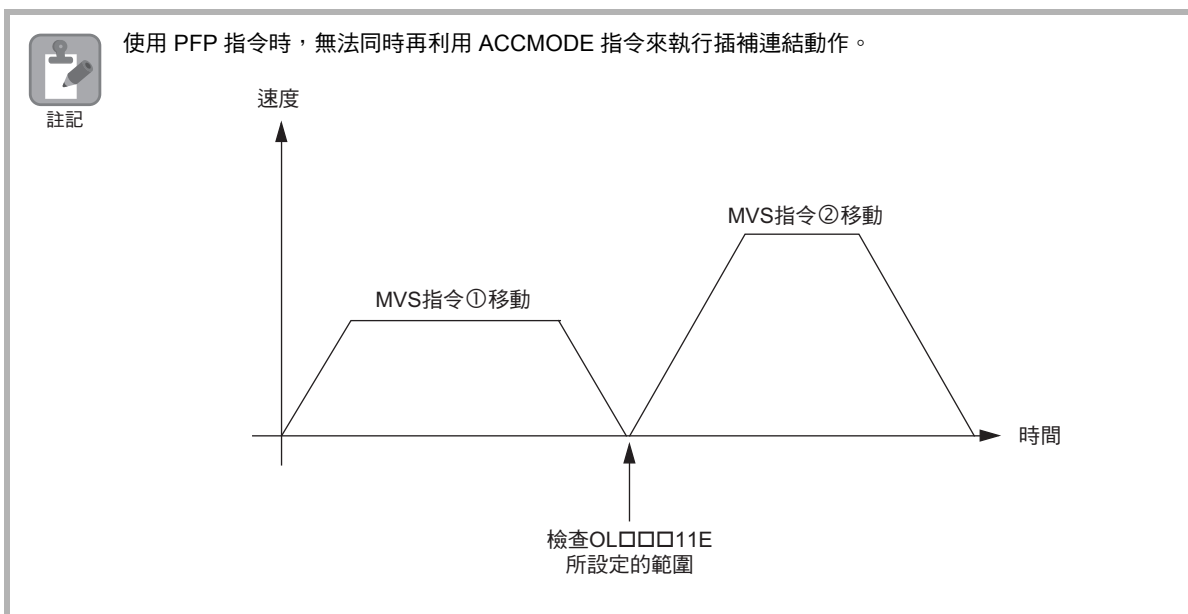 使用 PFP 指令時，無法同時再利用 ACCMODE 指令來執行插補連結動作。
註記
速度
MVS指令②移動
MVS指令①移動
時間
檢查OL□□□11E
所設定的範圍